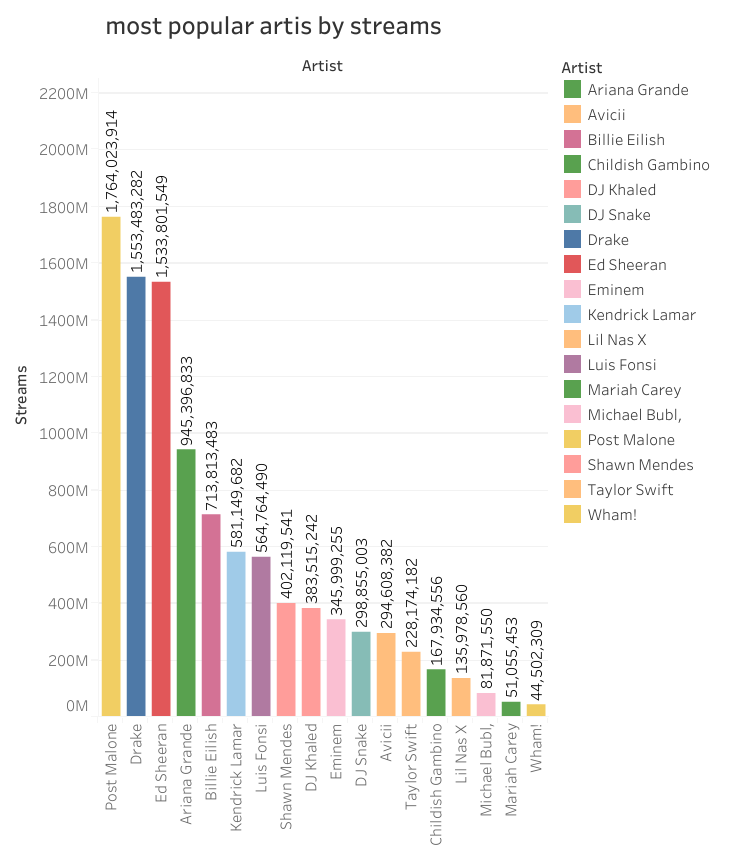 most popular artis by streams
Artist
Artist
Ariana Grande
Avicii
Billie Eilish
Childish Gambino
DJ Khaled
DJ Snake
Drake
Ed Sheeran
Eminem
Kendrick Lamar
Lil Nas X
Luis Fonsi
Mariah Carey
Michael Bubl,
Post Malone
Shawn Mendes
Taylor Swift
Wham!
Streams
2200M
2000M
1800M
1600M
1400M
1200M
1000M
800M
600M
400M
200M
0M
1,764,023,914
1,553,483,282
1,533,801,549
945,396,833
713,813,483
581,149,682
564,764,490
402,119,541
383,515,242
345,999,255
298,855,003
294,608,382
228,174,182
167,934,556
135,978,560
81,871,550
51,055,453
44,502,309
Post Malone
Drake
Ed Sheeran
Ariana Grande
Billie Eilish
Kendrick Lamar
Luis Fonsi
Shawn Mendes
DJ Khaled
Eminem
DJ Snake
Avicii
Taylor Swift
Childish Gambino
Lil Nas X
Michael Bubl,
Mariah Carey
Wham!